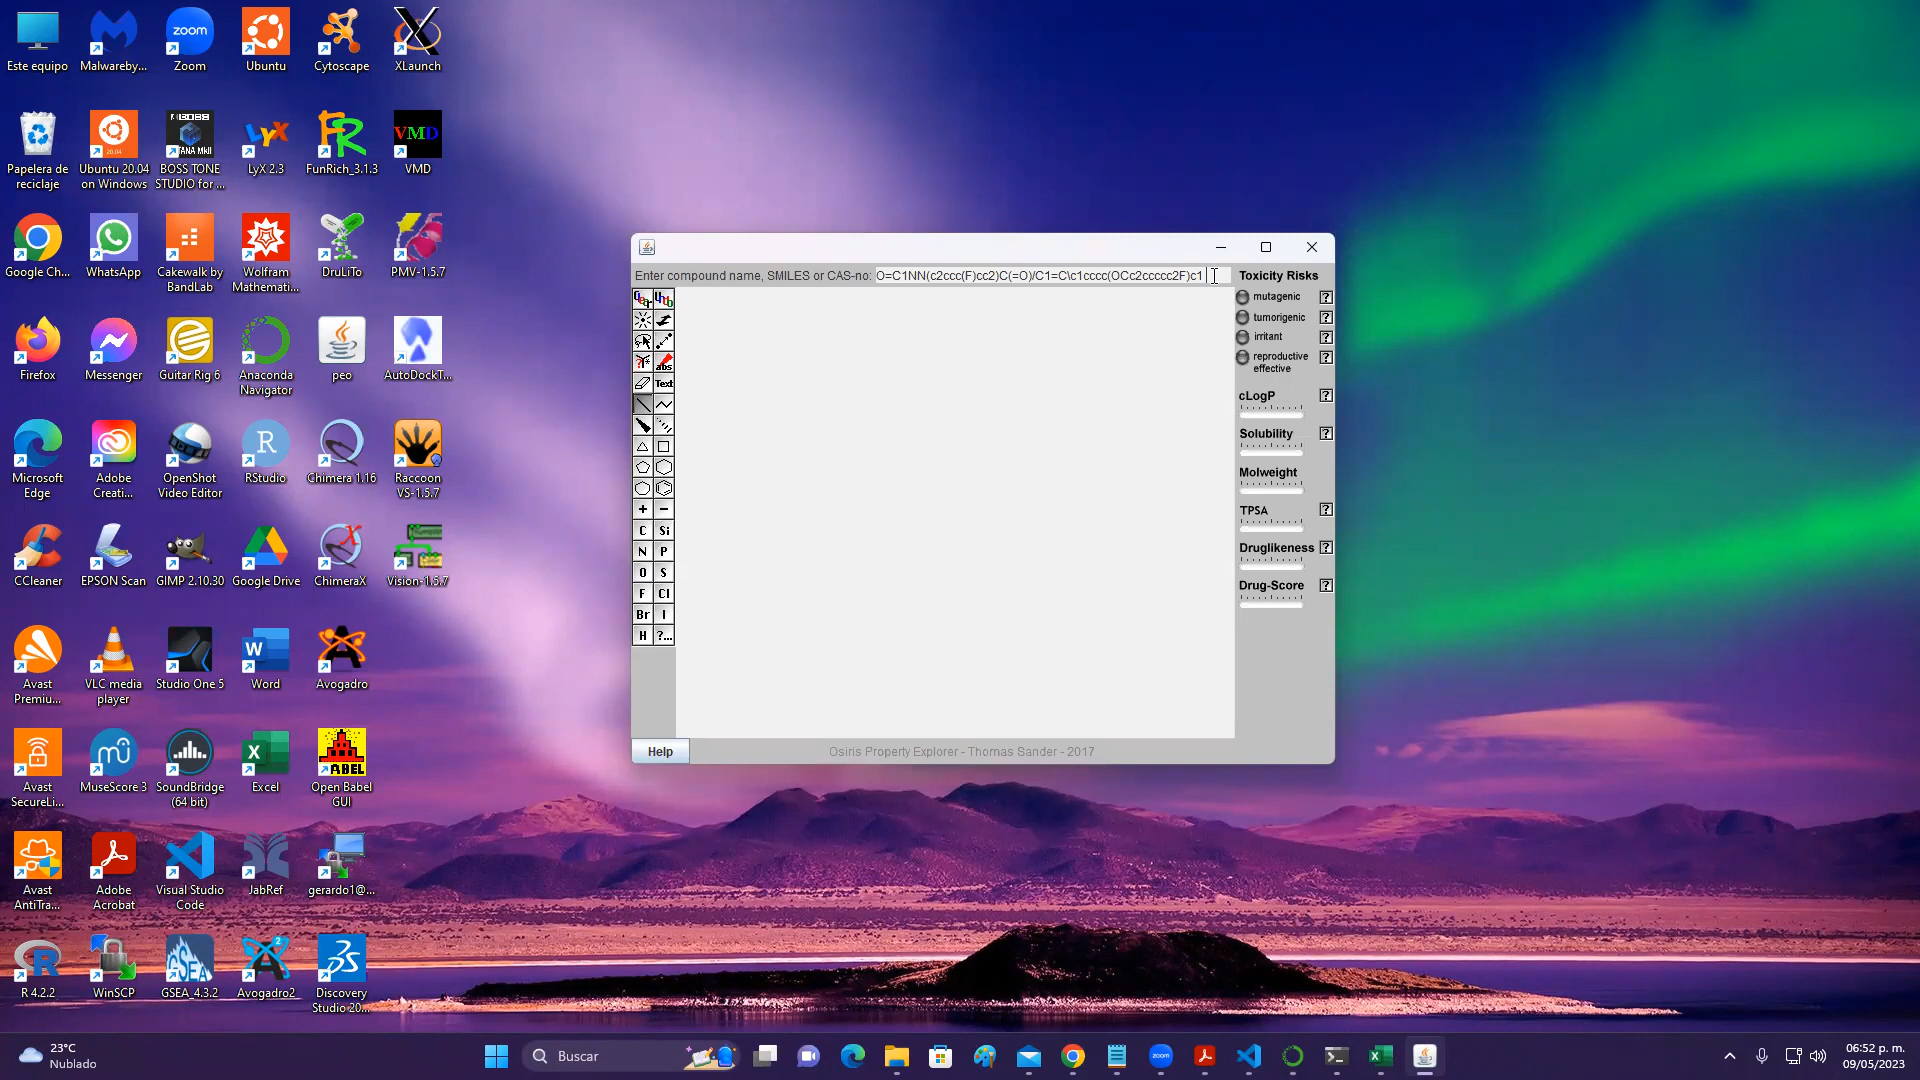 Este equipo
Malwareby...
zoom
Zoom
Ubuntu
Cytoscape
XLaunch
Papelera de
reciclaje
20.04
Ubuntu 20.04
on Windows
BOSS
BOSS TONE
STUDIO for ...
LyX 2.3
FunRich_3.1.3
VMD
VMD
Google Ch...
WhatsApp
Cakewalk by
BandLab
Wolfram
Mathemati...
DruLiTo
PMV-1.5.7
Firefox
Messenger
Guitar Rig 6
Anaconda
Navigator
peo
AutoDockT...
Microsoft
Edge
Adobe
Creati...
OpenShot
Video Editor
R
RStudio
Chimera 1.16
Raccoon
VS-1.5.7
CCleaner
EPSON Scan
GIMP 2.10.30
Google Drive
ChimeraX
Vision-1.5.7
Avast
Premiu...
VLC media
player
Studio One 5
Word
Avogadro
Avast
SecureLi...
MuseScore 3
SoundBridge
(64 bit)
Excel
Open Babel
GUI
Avast
AntiTra...
Adobe
Acrobat
Visual Studio
Code
JabRef
gerardo1@...
R 4.2.2
WinSCP
GSEA_4.3.2
Avogadro2
Discovery
Studio 20...
Enter compound name, SMILES or CAS-no: O=C1NN(c2ccc(F)cc2)C(=O)/C1=C\c1cccc(OCc2ccccc2F)c1
abs
Text
+ −
C Si
N P
O S
F Cl
Br I
H ?...
Toxicity Risks
mutagenic ?
tumorigenic ?
irritant ?
reproductive ?
effective
cLogP ?
Solubility ?
Molweight
TPSA ?
Druglikeness ?
Drug-Score ?
Help
Osiris Property Explorer - Thomas Sander - 2017
23°C
Nublado
Buscar
06:52 p. m.
09/05/2023